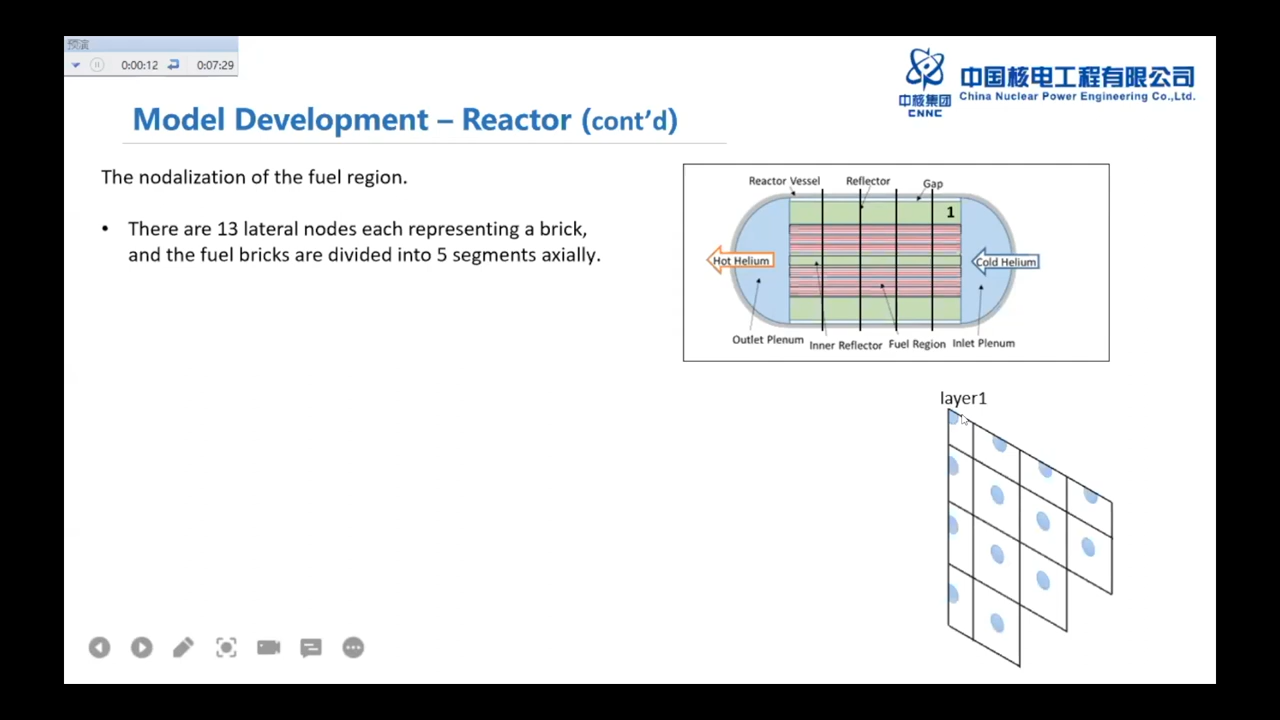 预演
0:00:12 0:07:29
中国核电工程有限公司
中核集团 China Nuclear Power Engineering Co.,Ltd.
CNNC
Model Development – Reactor (cont’d)
The nodalization of the fuel region.
• There are 13 lateral nodes each representing a brick,
and the fuel bricks are divided into 5 segments axially.
Reactor Vessel Reflector Gap
1
Hot Helium Cold Helium
Outlet Plenum Inner Reflector Fuel Region Inlet Plenum
layer1